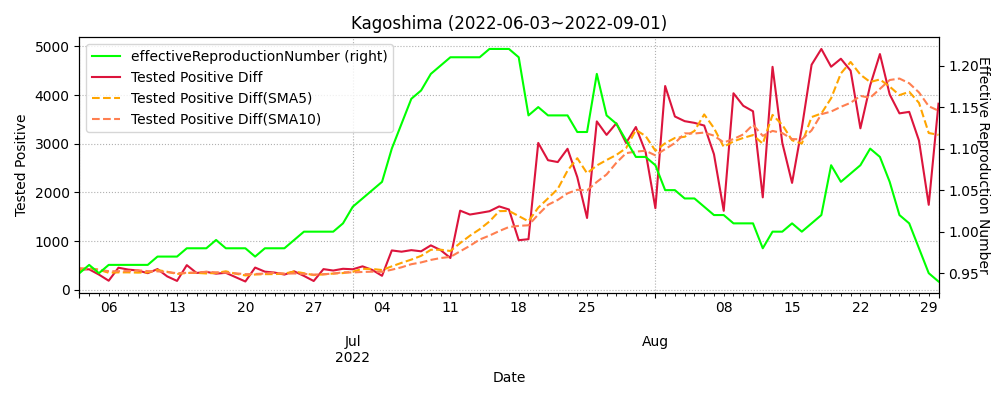 Kagoshima (2022-06-03~2022-09-01)
effectiveReproductionNumber (right)
Tested Positive Diff
Tested Positive Diff(SMA5)
Tested Positive Diff(SMA10)
Tested Positive
5000
4000
3000
2000
1000
0
Effective Reproduction Number
1.20
1.15
1.10
1.05
1.00
0.95
06 13 20 27 04 11 18 25 08 15 22 29
Jul Aug
2022
Date